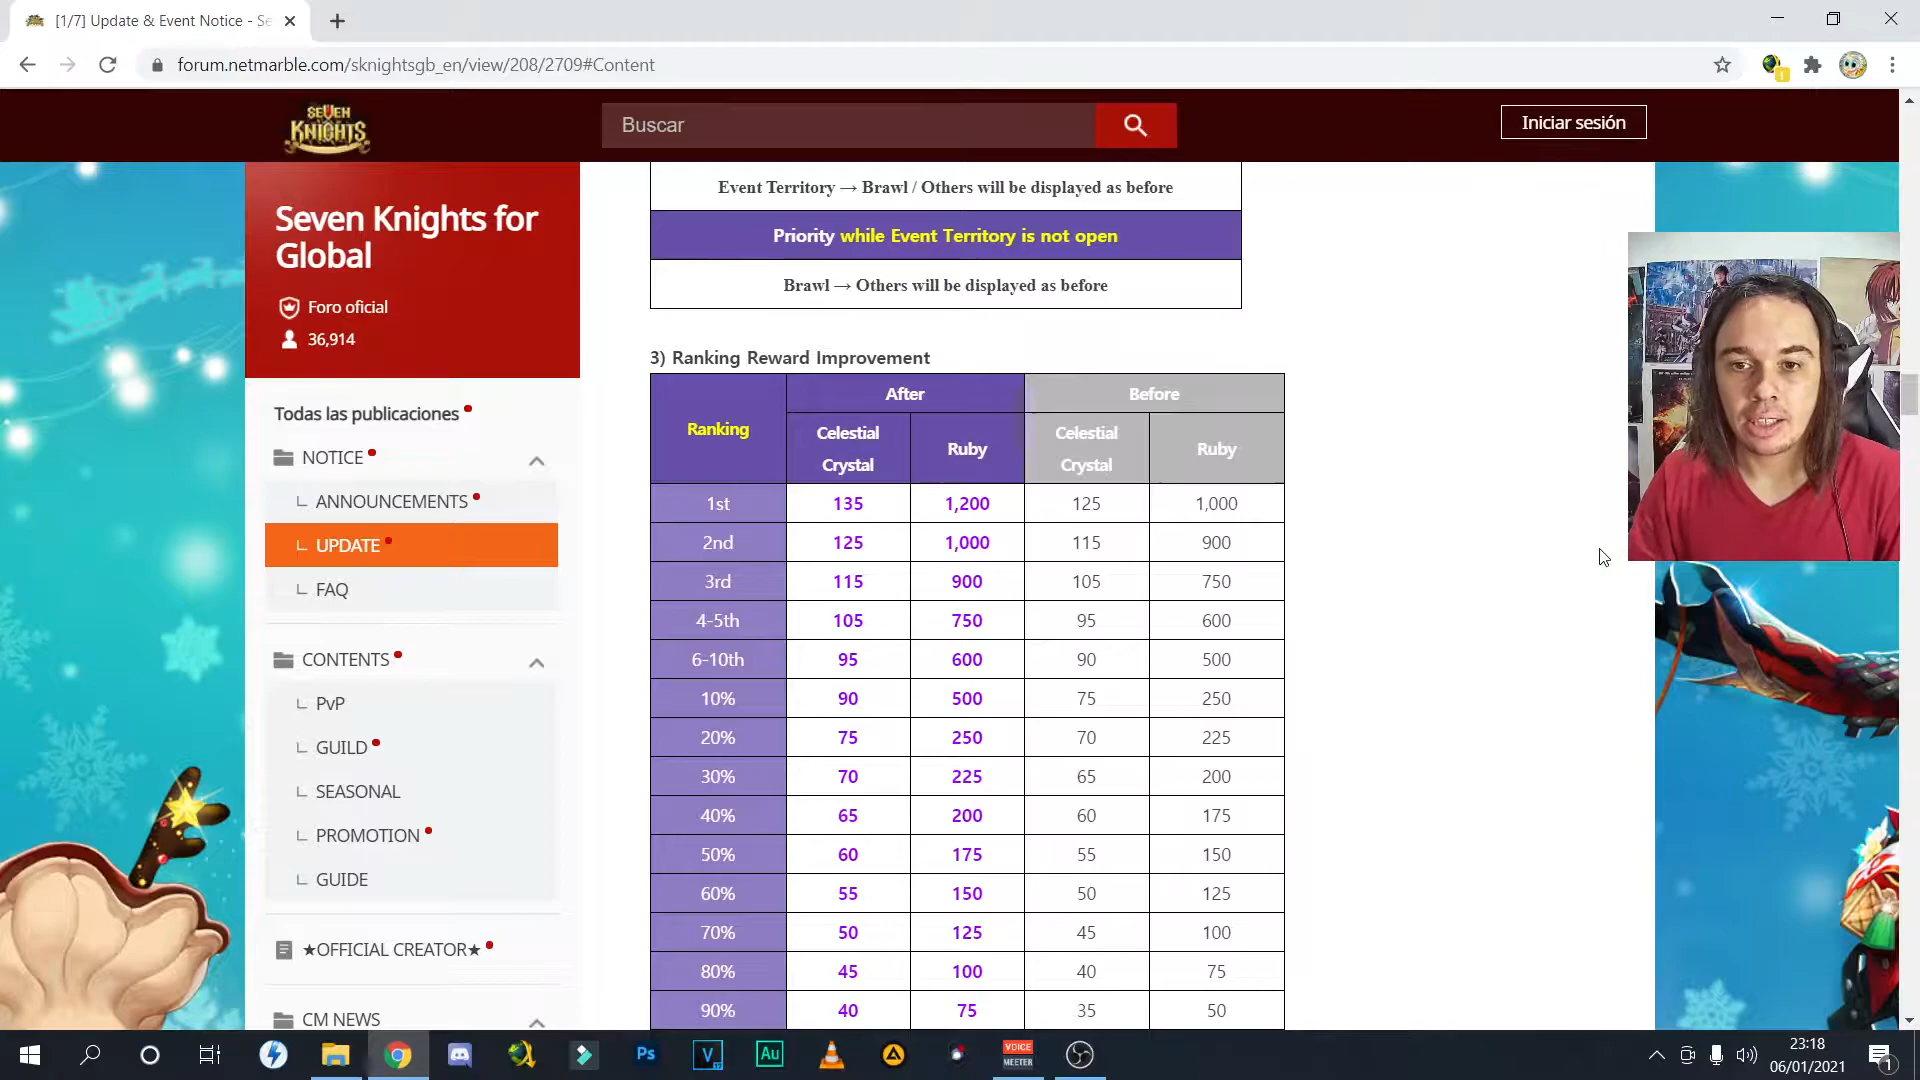 [1/7] Update & Event Notice - Se
forum.netmarble.com/sknightsgb_en/view/208/2709#Content
SEVEN
KNIGHTS
Buscar
Iniciar sesión
Seven Knights for
Global
Foro oficial
36,914
Todas las publicaciones
NOTICE
ANNOUNCEMENTS
UPDATE
FAQ
CONTENTS
PvP
GUILD
SEASONAL
PROMOTION
GUIDE
★OFFICIAL CREATOR★
CM NEWS
Event Territory → Brawl / Others will be displayed as before
Priority while Event Territory is not open
Brawl → Others will be displayed as before
3) Ranking Reward Improvement
Ranking After Before
Celestial Crystal Ruby Celestial Crystal Ruby
1st 135 1,200 125 1,000
2nd 125 1,000 115 900
3rd 115 900 105 750
4-5th 105 750 95 600
6-10th 95 600 90 500
10% 90 500 75 250
20% 75 250 70 225
30% 70 225 65 200
40% 65 200 60 175
50% 60 175 55 150
60% 55 150 50 125
70% 50 125 45 100
80% 45 100 40 75
90% 40 75 35 50
Ps
V
Au
VOICE
MEETER
23:18
06/01/2021
1